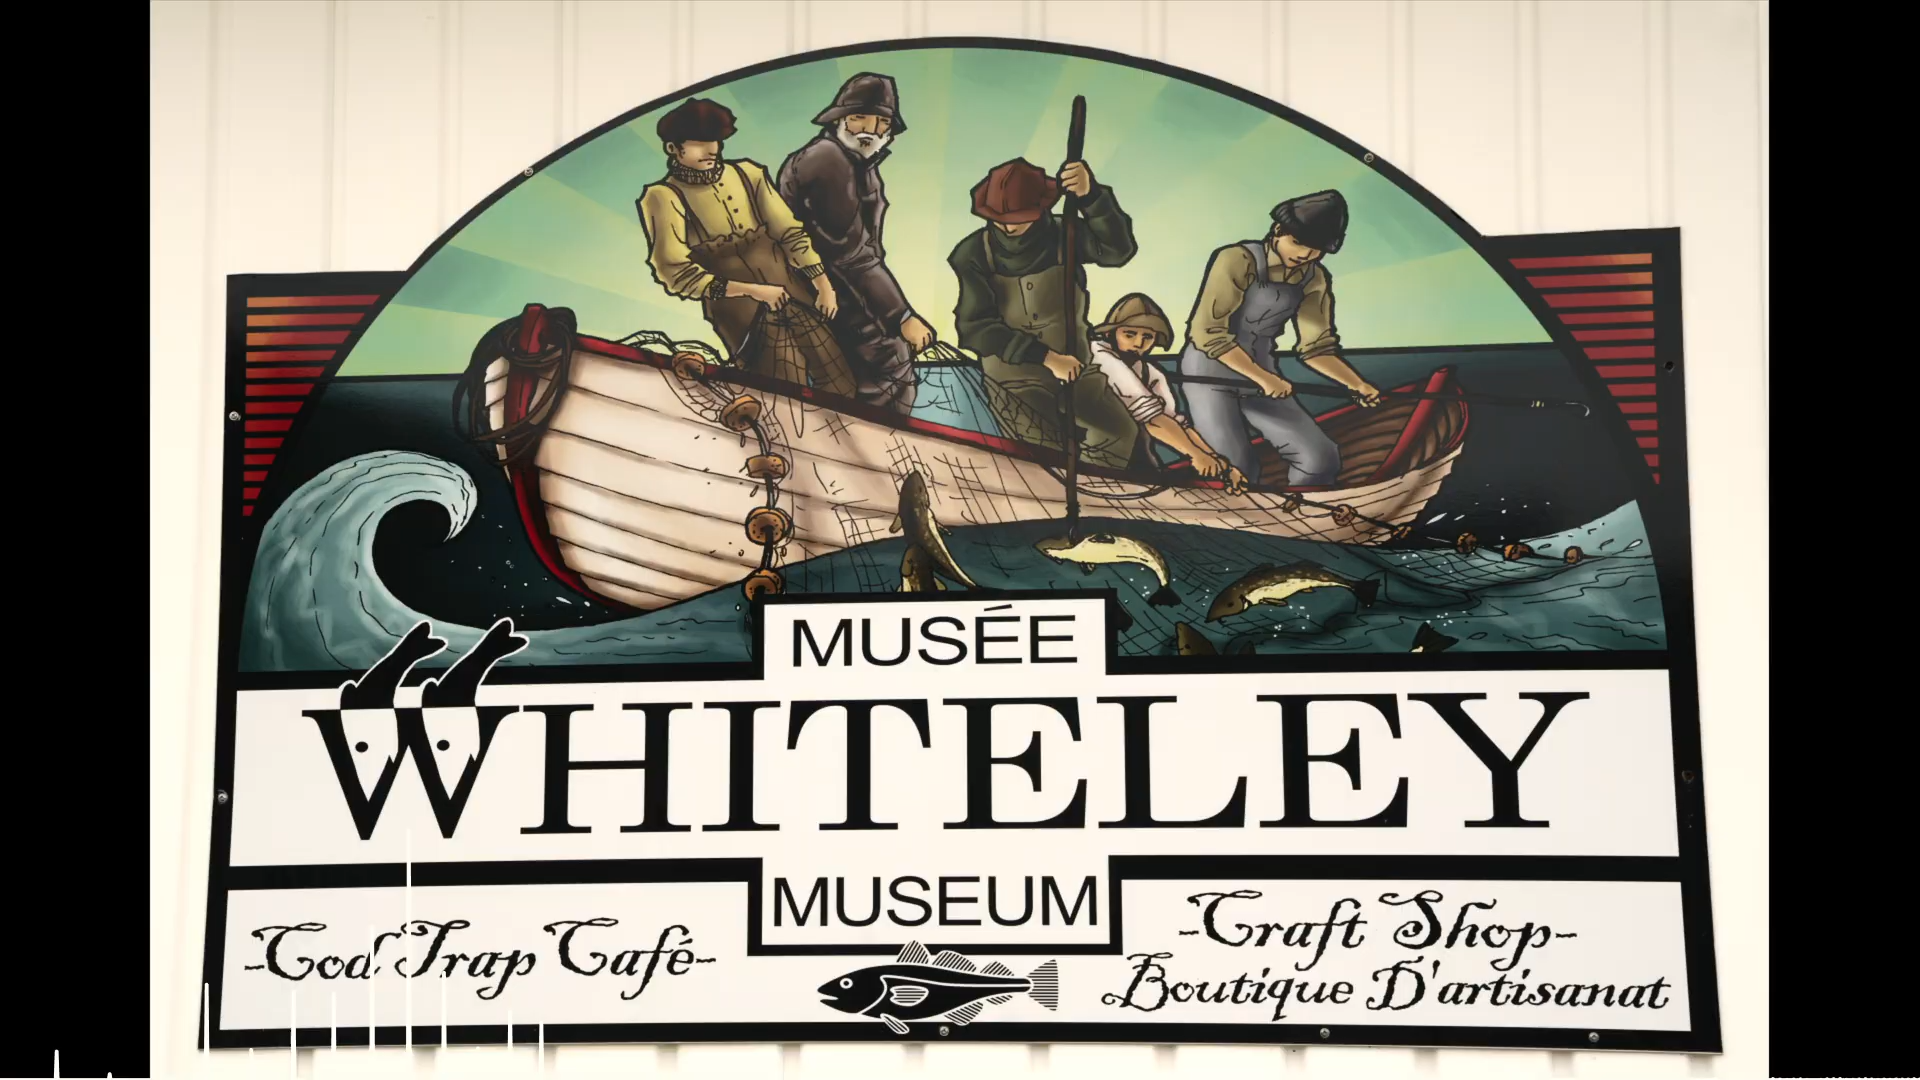 MUSÉE
WHITELEY
MUSEUM
-Cod Trap Café-
-Craft Shop-
Boutique D'artisanat